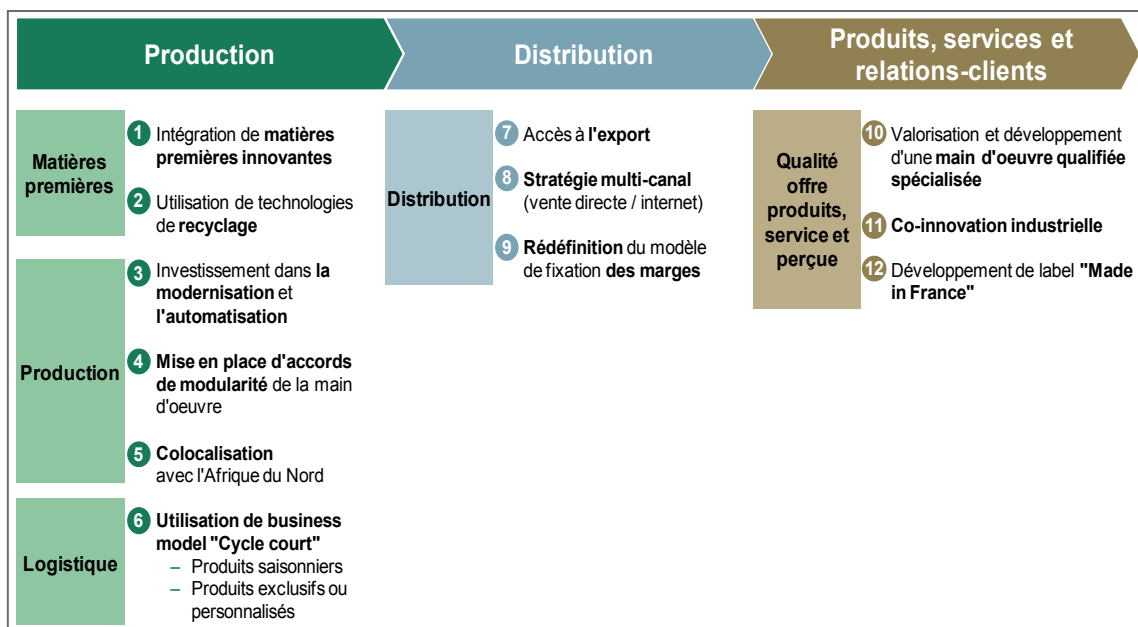 Production
Distribution
Produits, services et
relations-clients
Matières
premières
1 Intégration de matières
premières innovantes
2 Utilisation de technologies
de recyclage
Production
3 Investissement dans la
modernisation et
l'automatisation
4 Mise en place d'accords
de modularité de la main
d'oeuvre
5 Colocalisation
avec l'Afrique du Nord
Logistique
6 Utilisation de business
model "Cycle court"
– Produits saisonniers
– Produits exclusifs ou
personnalisés
Distribution
7 Accès à l'export
8 Stratégie multi-canal
(vente directe / internet)
9 Rédéfinition du modèle
de fixation des marges
Qualité
offre
produits,
service et
perçue
10 Valorisation et développement
d'une main d'oeuvre qualifiée
spécialisée
11 Co-innovation industrielle
12 Développement de label "Made
in France"